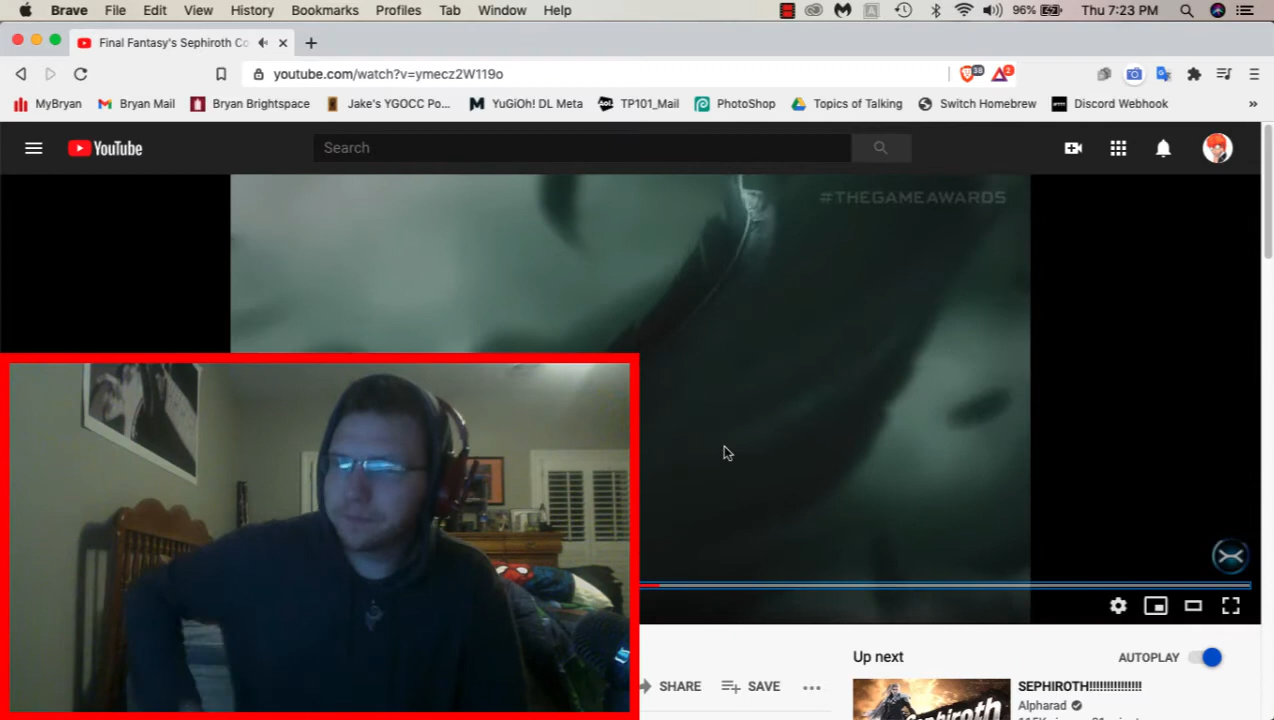 Brave File Edit View History Bookmarks Profiles Tab Window Help 96% Thu 7:23 PM
Final Fantasy's Sephiroth Co
youtube.com/watch?v=ymecz2W119o 38 2
MyBryan Bryan Mail Bryan Brightspace Jake's YGOCC Po... YuGiOh! DL Meta TP101_Mail PhotoShop Topics of Talking Switch Homebrew Discord Webhook »
YouTube Search
#THEGAMEAWARDS
Up next AUTOPLAY
SHARE SAVE ...
SEPHIROTH!!!!!!!!!!!!!!!
Alpharad
Sephiroth